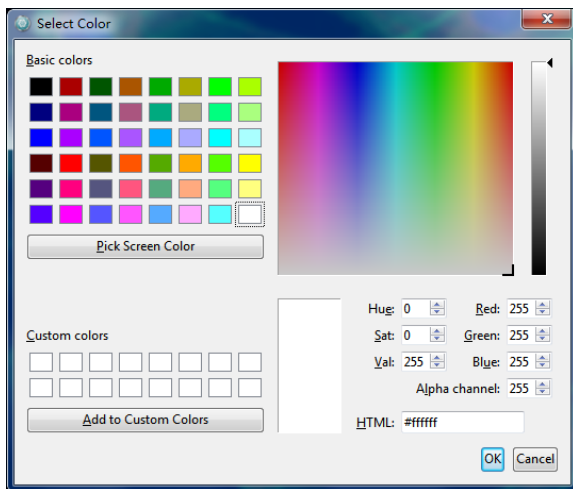 Select Color
Basic colors
Pick Screen Color
Custom colors
Add to Custom Colors
Hue: 0 Red: 255
Sat: 0 Green: 255
Val: 255 Blue: 255
Alpha channel: 255
HTML: #ffffff
OK Cancel